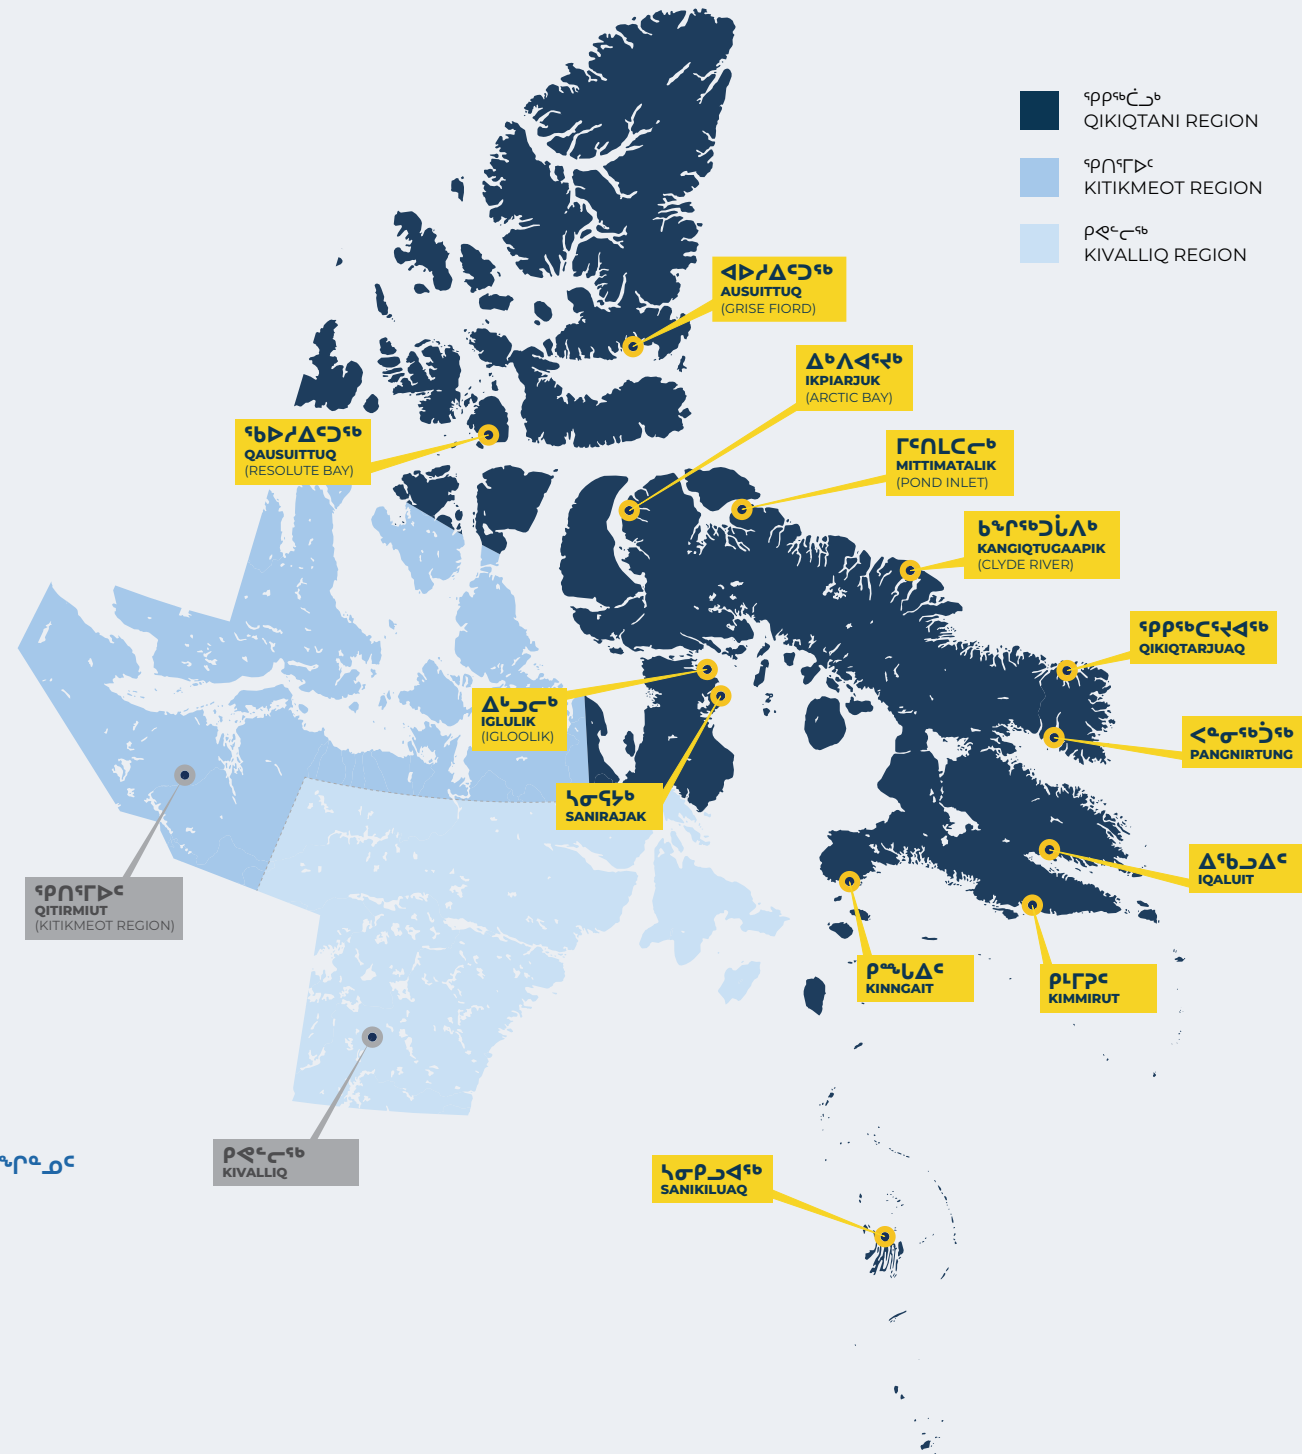 ᕿᑭᖅᑖᓗᒃ
QIKIQTANI REGION
ᕿᑎᕐᒥᐅᑦ
KITIKMEOT REGION
ᑭᕙᓪᓕᖅ
KIVALLIQ REGION
ᐊᐅᓱᐃᑦᑐᖅ
AUSUITTUQ
(GRISE FIORD)
ᐃᒃᐱᐊᕐᔪᒃ
IKPIARJUK
(ARCTIC BAY)
ᖃᐅᓱᐃᑦᑐᖅ
QAUSUITTUQ
(RESOLUTE BAY)
ᒥᑦᑎᒪᑕᓕᒃ
MITTIMATALIK
(POND INLET)
ᑲᖏᖅᑐᒑᐱᒃ
KANGIQTUGAAPIK
(CLYDE RIVER)
ᕿᑭᖅᑕᕐᔪᐊᖅ
QIKIQTARJUAQ
ᐃᒡᓗᓕᒃ
IGLULIK
(IGLOOLIK)
ᐸᓐᓂᖅᑑᖅ
PANGNIRTUNG
ᓴᓂᕋᔭᒃ
SANIRAJAK
ᐃᖃᓗᐃᑦ
IQALUIT
ᕿᑎᕐᒥᐅᑦ
QITIRMIUT
(KITIKMEOT REGION)
ᑭᙵᐃᑦ
KINNGAIT
ᑭᒻᒥᕈᑦ
KIMMIRUT
ᑭᕙᓪᓕᖅ
KIVALLIQ
ᓴᓂᑭᓗᐊᖅ
SANIKILUAQ